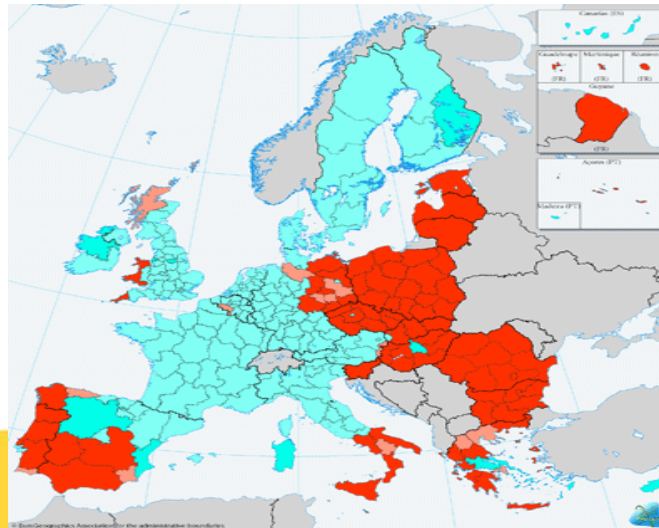 Canarias (ES)
Guadeloupe
Martinique
Réunion
(FR)
(FR)
(FR)
Guyane
(FR)
Açores (PT)
Madeira (PT)
© EuroGeographics Association for the administrative boundaries